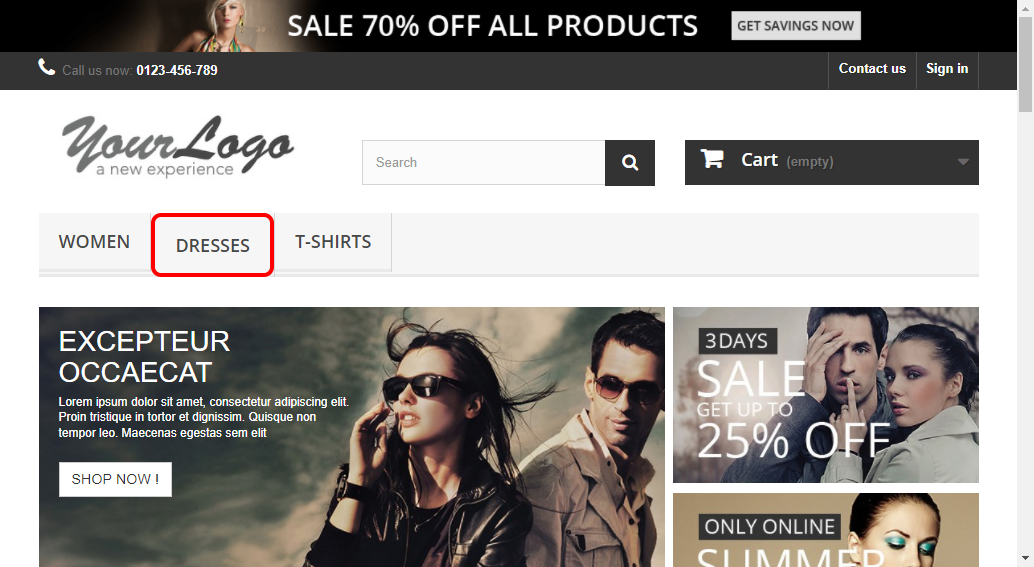 SALE 70% OFF ALL PRODUCTS
GET SAVINGS NOW
Call us now: 0123-456-789
Contact us
Sign in
YourLogo
a new experience
Search
Cart (empty)
WOMEN
DRESSES
T-SHIRTS
EXCEPTEUR
OCCAECAT
Lorem ipsum dolor sit amet, consectetur adipiscing elit.
Proin tristique in tortor et dignissim. Quisque non
tempor leo. Maecenas egestas sem elit
SHOP NOW !
3 DAYS
SALE
GET UP TO
25% OFF
ONLY ONLINE
SUMMER